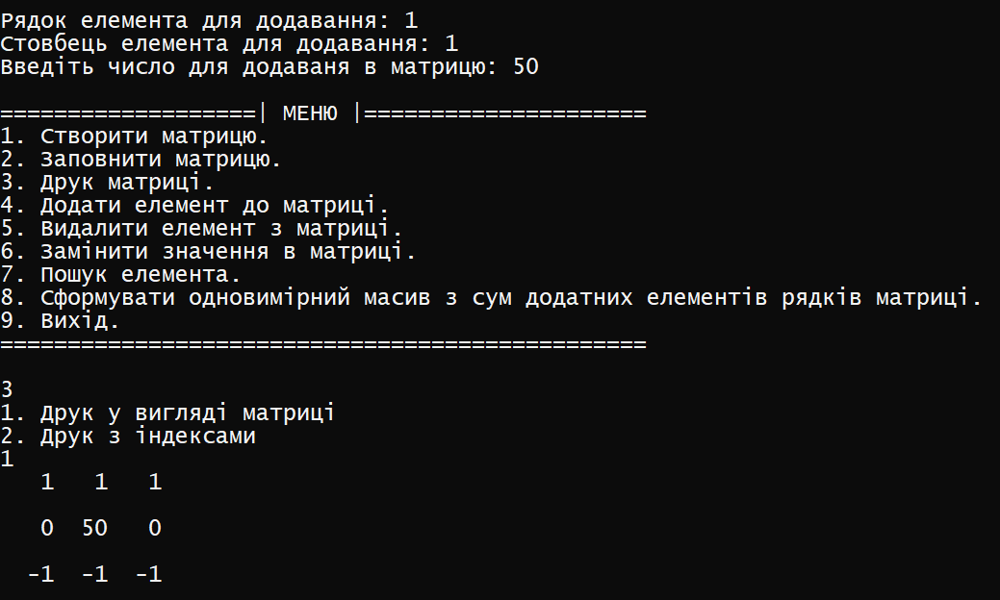 Рядок елемента для додавання: 1
Стовбець елемента для додавання: 1
Введіть число для додаваня в матрицю: 50
===================| МЕНЮ |=====================
1. Створити матрицю.
2. Заповнити матрицю.
3. Друк матриці.
4. Додати елемент до матриці.
5. Видалити елемент з матриці.
6. Замінити значення в матриці.
7. Пошук елемента.
8. Сформувати одновимірний масив з сум додатних елементів рядків матриці.
9. Вихід.
================================================
3
1. Друк у вигляді матриці
2. Друк з індексами
1
1 1 1
0 50 0
-1 -1 -1